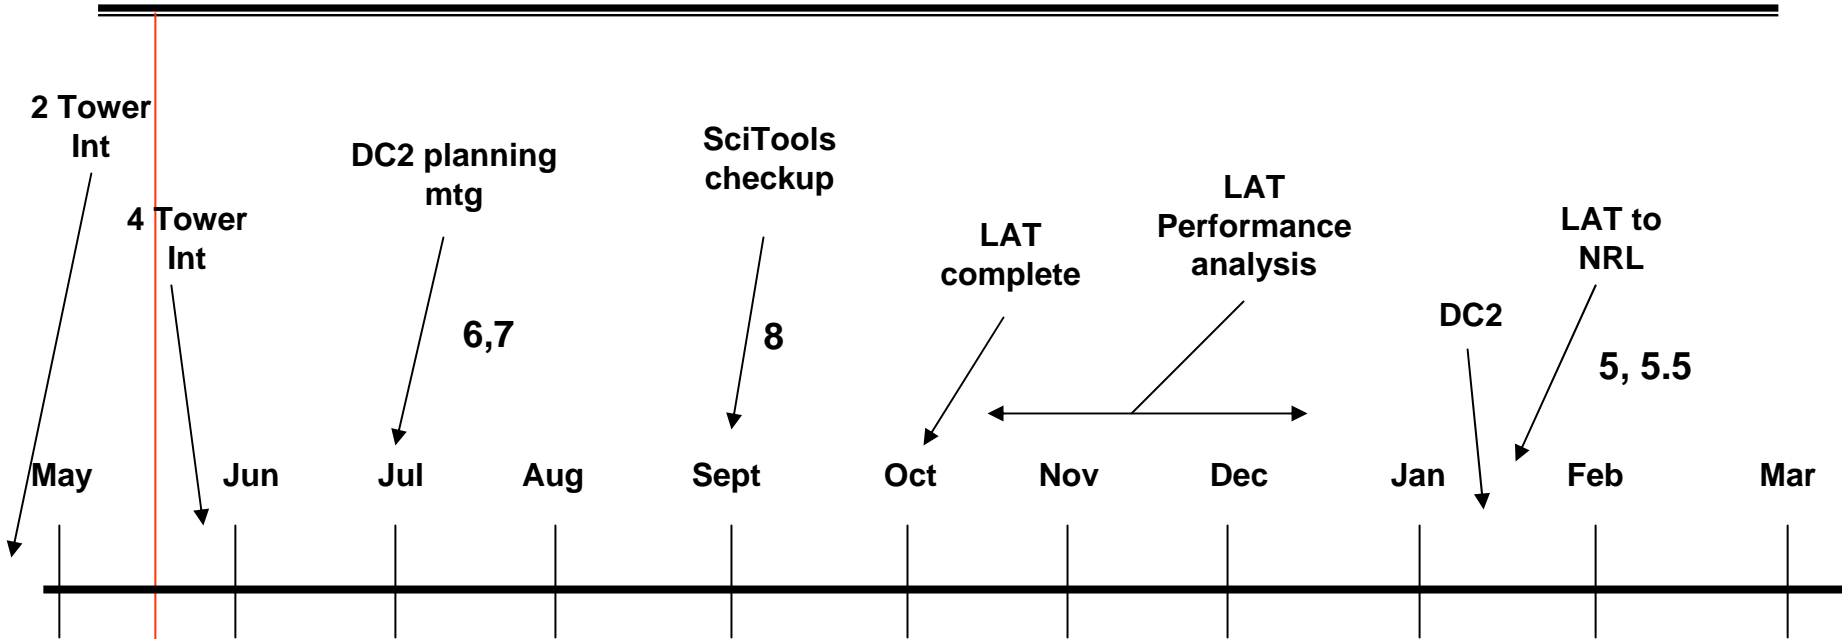 2 Tower
Int
4 Tower
Int
DC2 planning
mtg
6,7
SciTools
checkup
8
LAT
complete
LAT
Performance
analysis
DC2
LAT to
NRL
5, 5.5
May
Jun
Jul
Aug
Sept
Oct
Nov
Dec
Jan
Feb
Mar